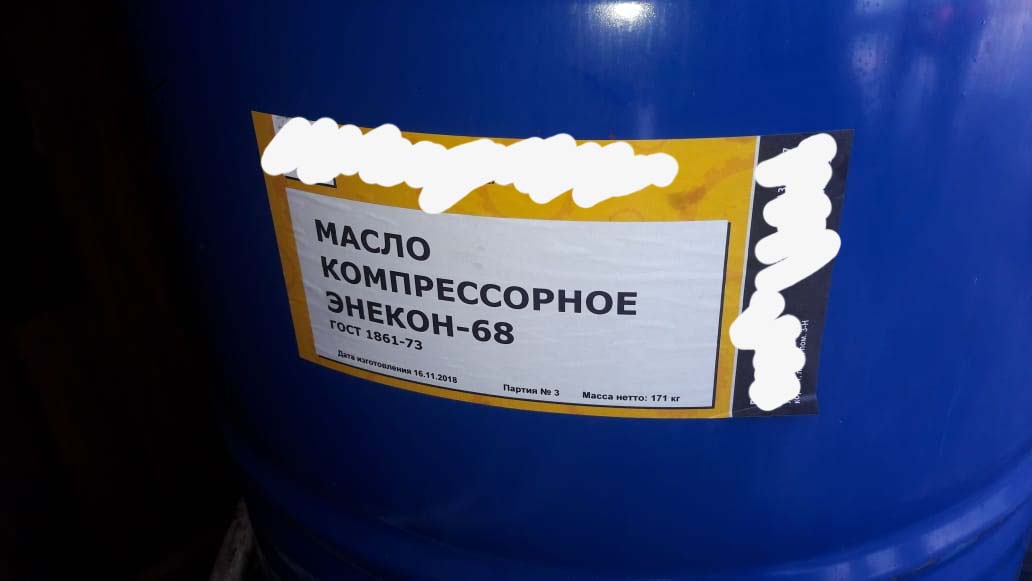 МАСЛО
КОМПРЕССОРНОЕ
ЭНЕКОН-68
ГОСТ 1861-73
Дата изготовления 16.11.2018
Партия № 3
Масса нетто: 171 кг